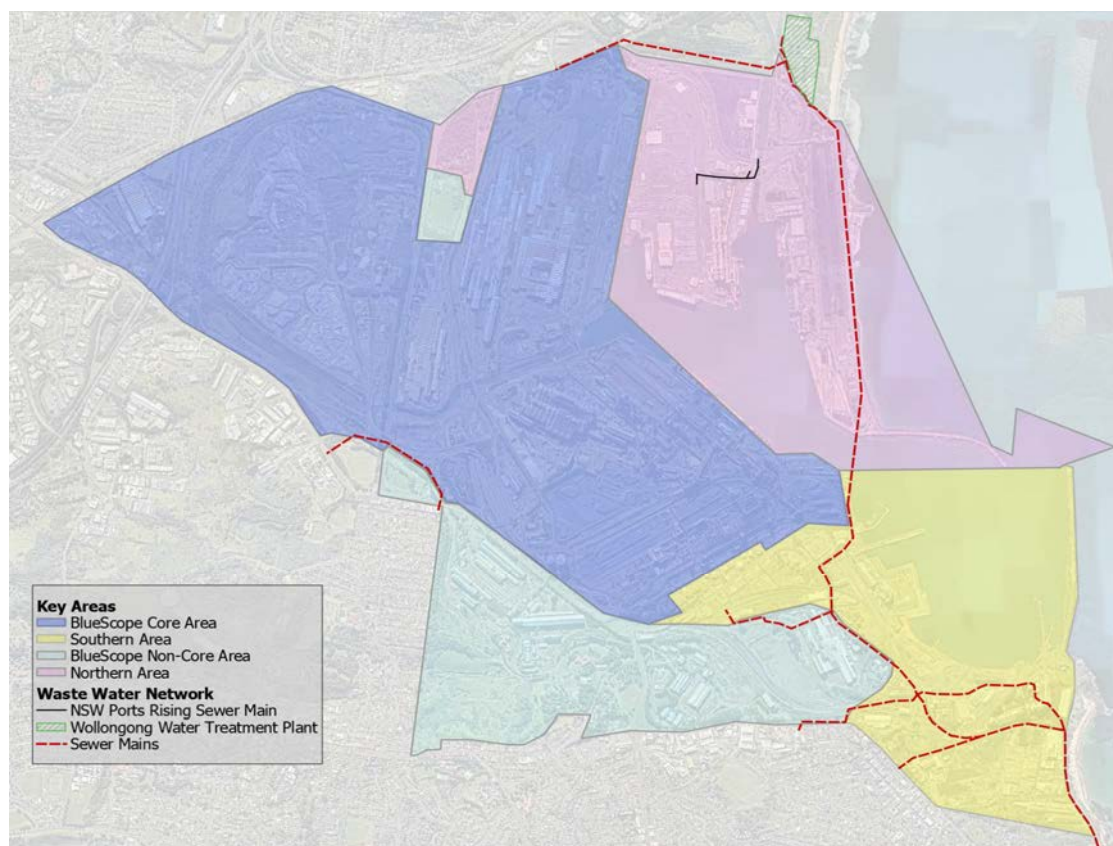 Key Areas
BlueScope Core Area
Southern Area
BlueScope Non-Core Area
Northern Area
Waste Water Network
NSW Ports Rising Sewer Main
Wollongong Water Treatment Plant
Sewer Mains